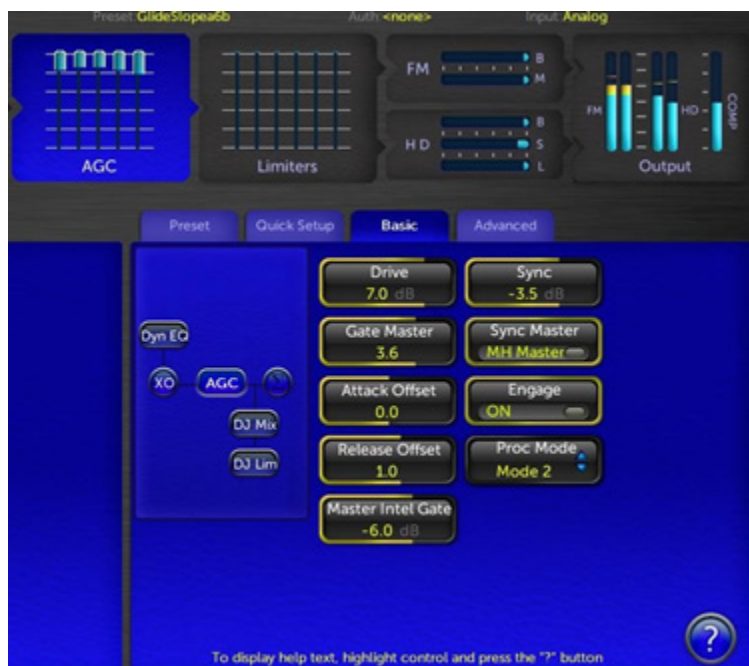 Preset GlideSlopea6b Auth <none> Input Analog
FM B
M
HD B
S
L
FM HD COMP
AGC Limiters Output
Preset Quick Setup Basic Advanced
Drive
7.0 dB
Sync
-3.5 dB
Gate Master
3.6
Sync Master
MH Master
Attack Offset
0.0
Engage
ON
Release Offset
1.0
Proc Mode
Mode 2
Master Intel Gate
-6.0 dB
Dyn EQ
XO AGC Σ
DJ Mix
DJ Lim
?
To display help text, highlight control and press the "?" button